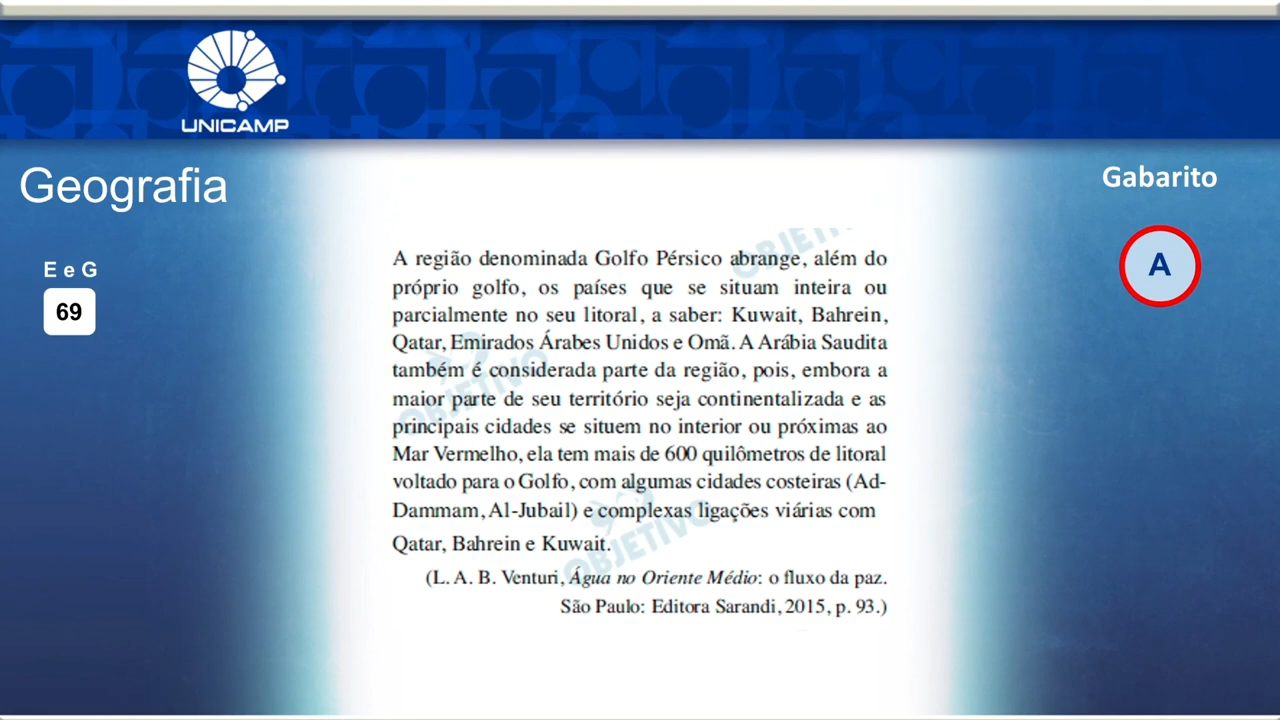 UNICAMP
Geografia
Gabarito
A
E e G
69
A região denominada Golfo Pérsico abrange, além do
próprio golfo, os países que se situam inteira ou
parcialmente no seu litoral, a saber: Kuwait, Bahrein,
Qatar, Emirados Árabes Unidos e Omã. A Arábia Saudita
também é considerada parte da região, pois, embora a
maior parte de seu território seja continentalizada e as
principais cidades se situem no interior ou próximas ao
Mar Vermelho, ela tem mais de 600 quilômetros de litoral
voltado para o Golfo, com algumas cidades costeiras (Ad-
Dammam, Al-Jubail) e complexas ligações viárias com
Qatar, Bahrein e Kuwait.
(L. A. B. Venturi, Água no Oriente Médio: o fluxo da paz.
São Paulo: Editora Sarandi, 2015, p. 93.)
OBJETIVO
OBJETIVO
OBJETIVO